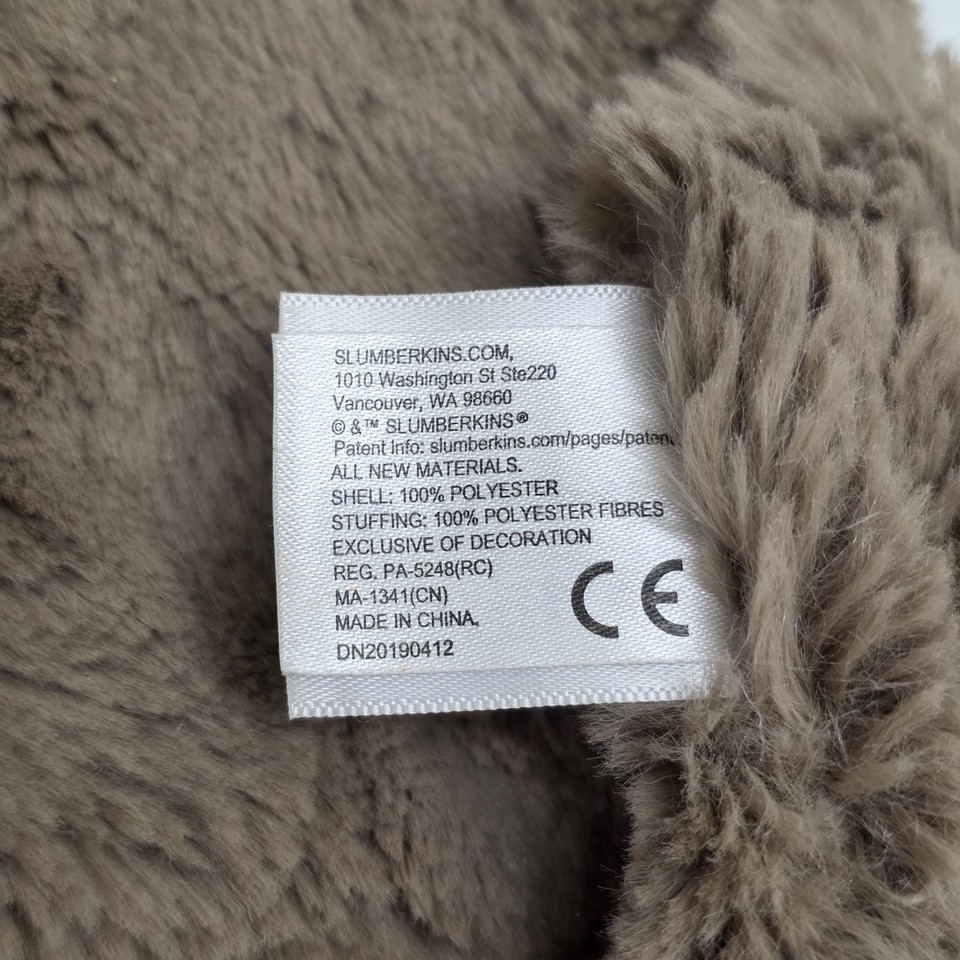 SLUMBERKINS.COM,
1010 Washington St Ste220
Vancouver, WA 98660
© &™ SLUMBERKINS®
Patent Info: slumberkins.com/pages/paten
ALL NEW MATERIALS.
SHELL: 100% POLYESTER
STUFFING: 100% POLYESTER FIBRES
EXCLUSIVE OF DECORATION
REG. PA-5248(RC)
MA-1341(CN)
MADE IN CHINA.
DN20190412
CE